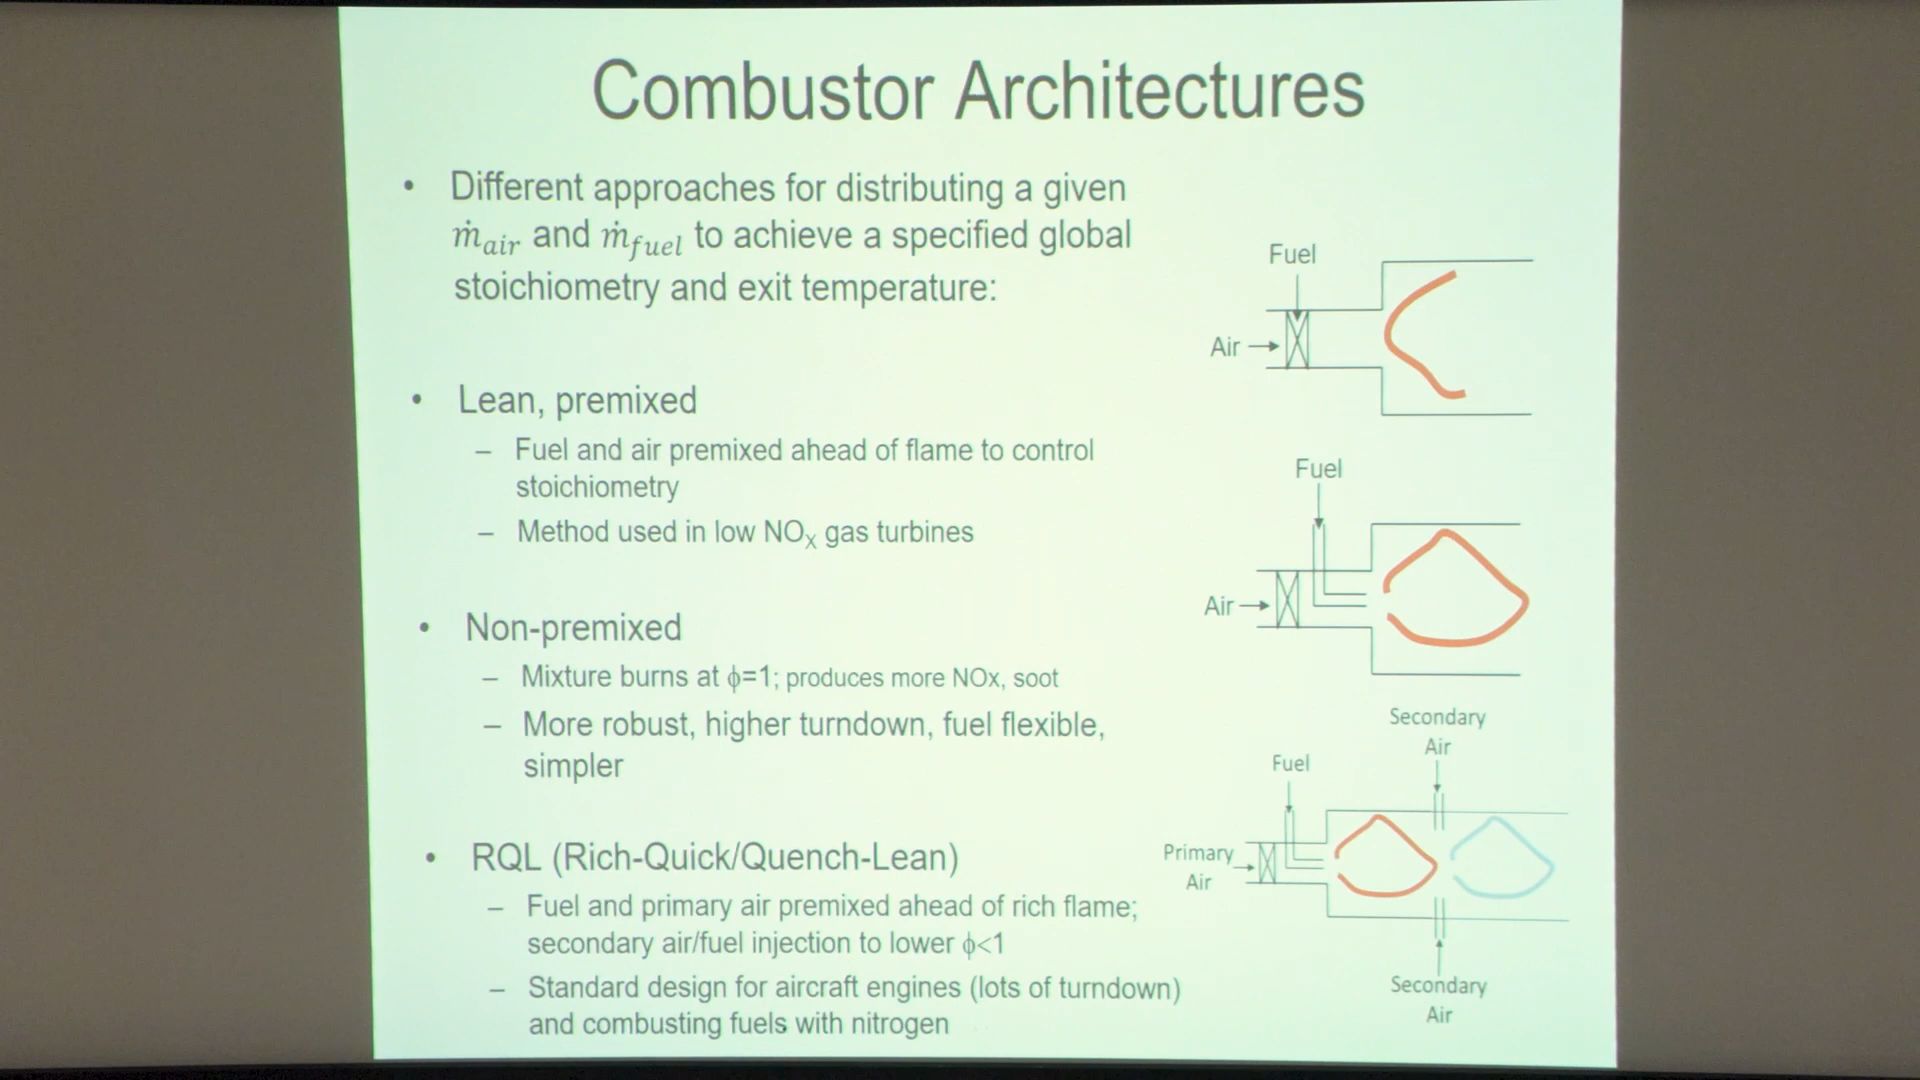 Combustor Architectures
• Different approaches for distributing a given
ṁair and ṁfuel to achieve a specified global
stoichiometry and exit temperature:
• Lean, premixed
– Fuel and air premixed ahead of flame to control
stoichiometry
– Method used in low NOX gas turbines
• Non-premixed
– Mixture burns at ϕ=1; produces more NOx, soot
– More robust, higher turndown, fuel flexible,
simpler
• RQL (Rich-Quick/Quench-Lean)
– Fuel and primary air premixed ahead of rich flame;
secondary air/fuel injection to lower ϕ<1
– Standard design for aircraft engines (lots of turndown)
and combusting fuels with nitrogen
Fuel
Air
Fuel
Air
Secondary
Air
Fuel
Primary
Air
Secondary
Air